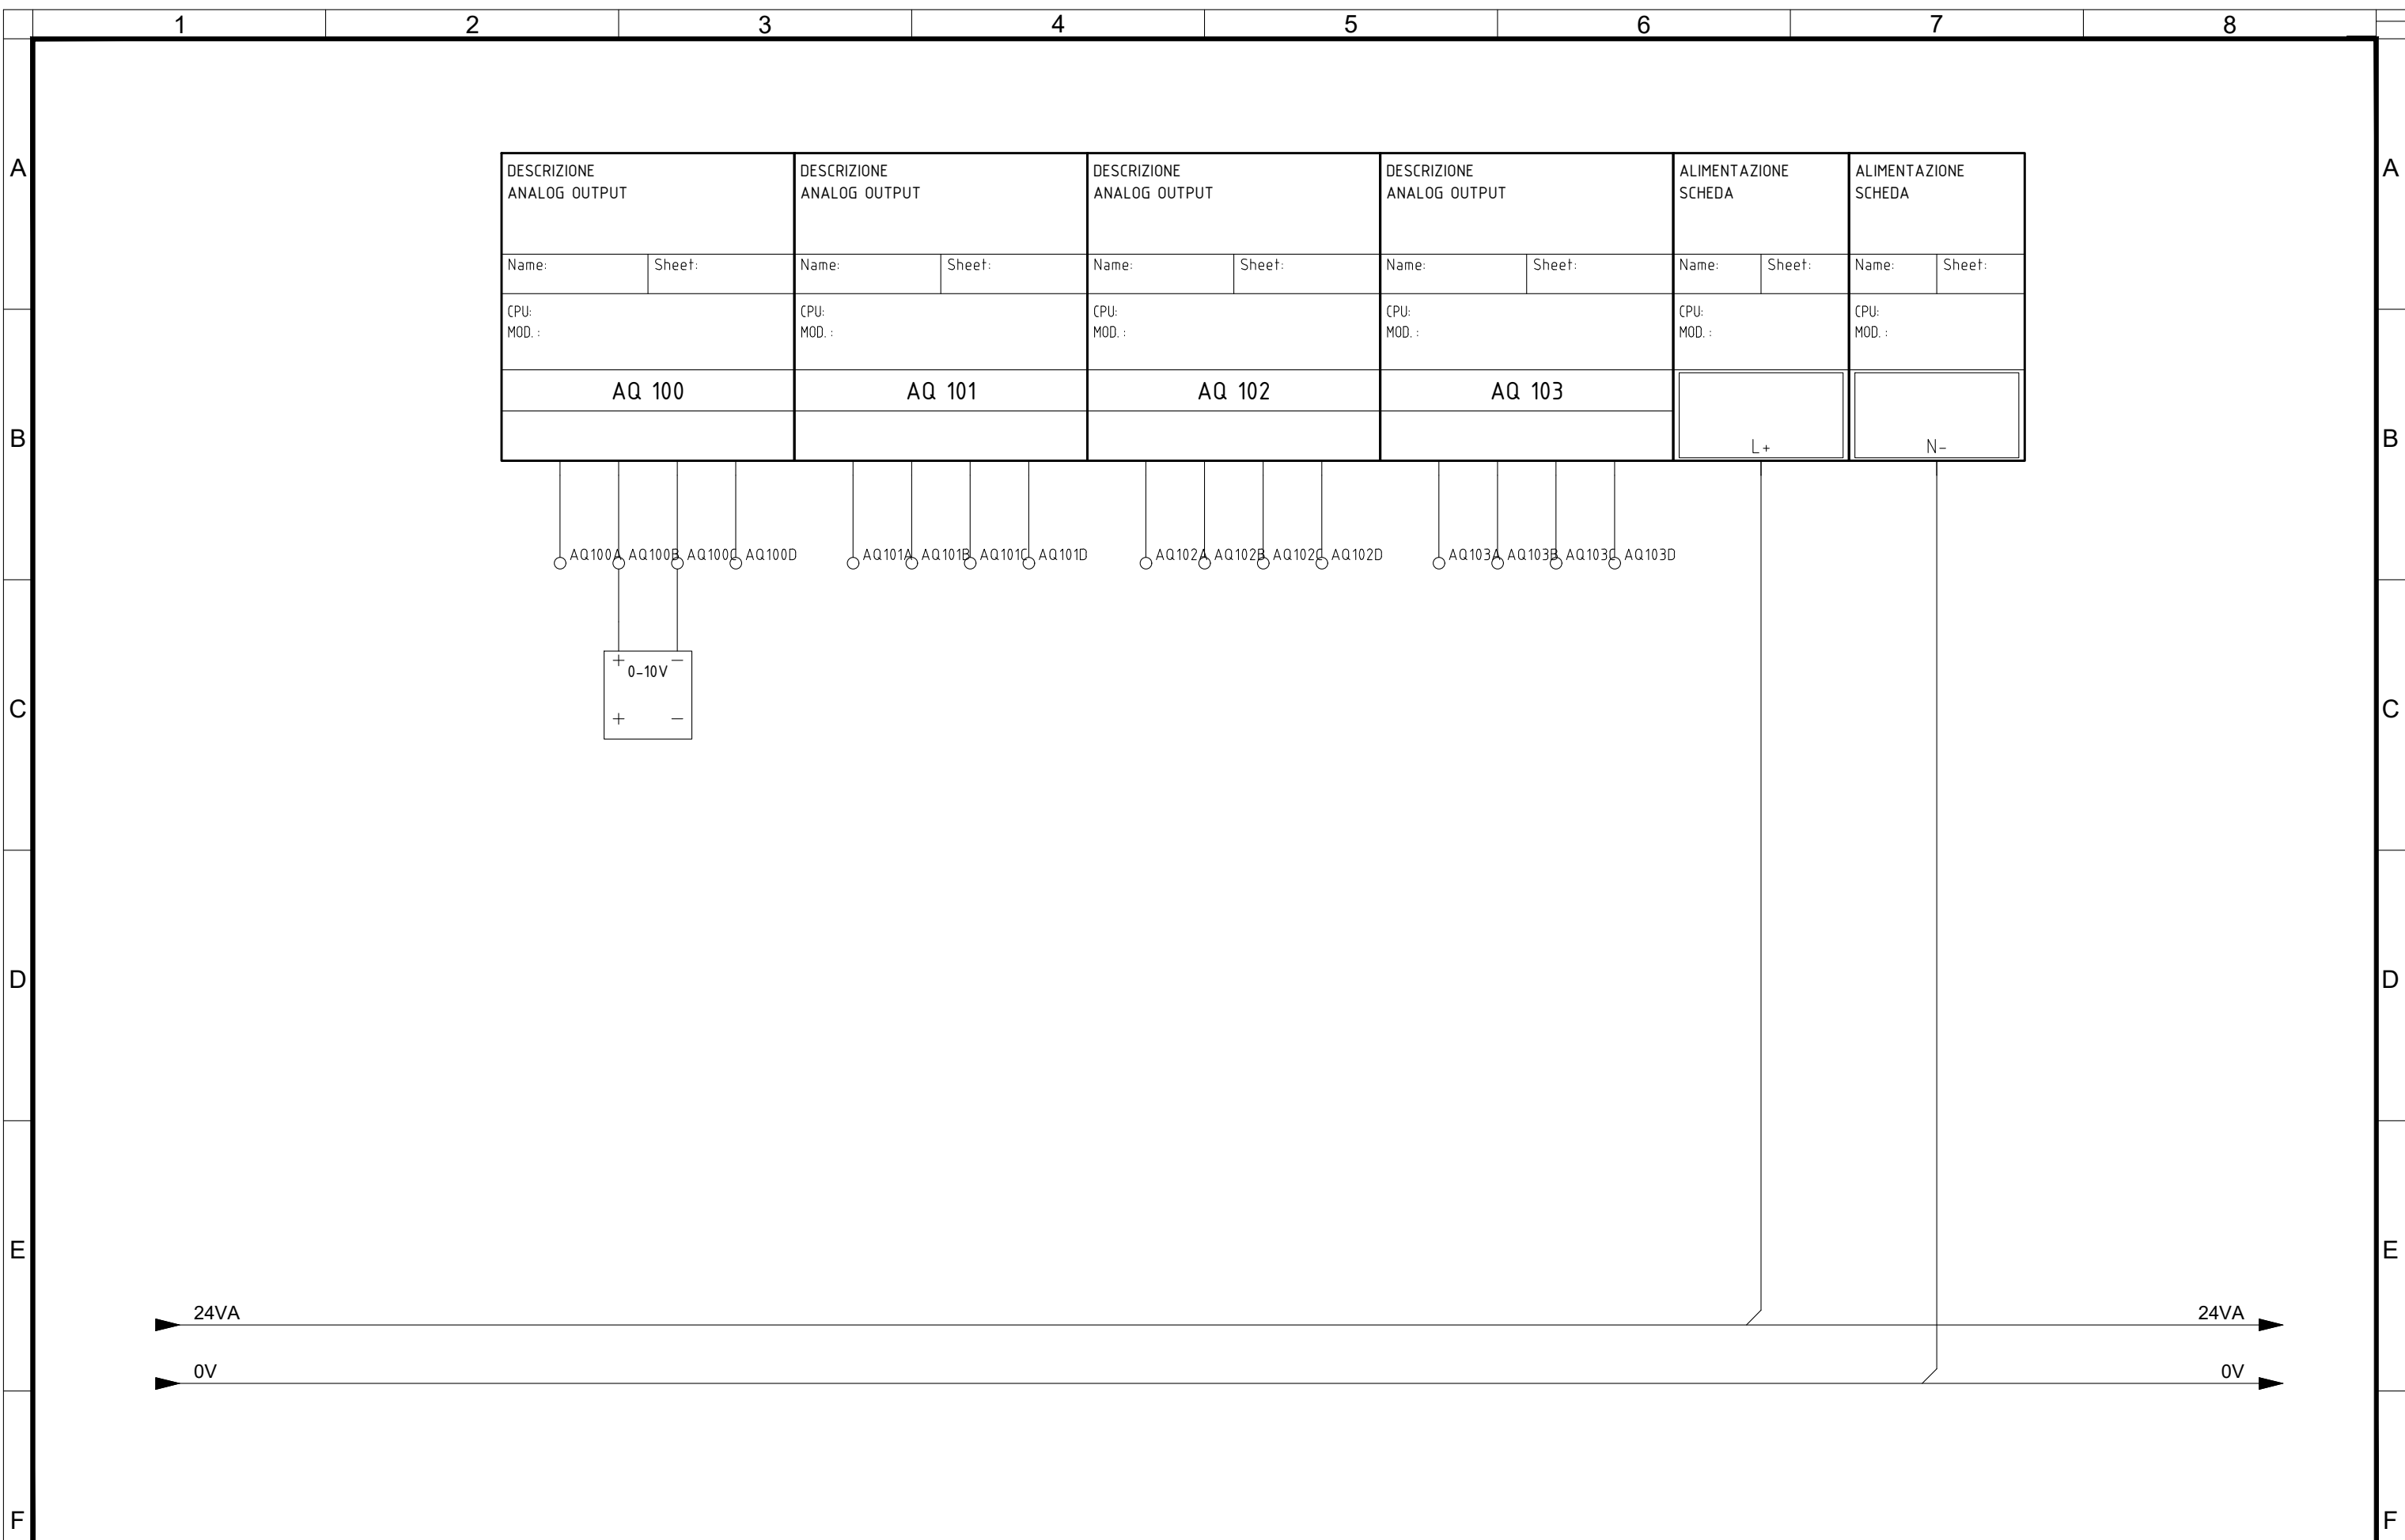 1 2 3 4 5 6 7 8
A A
DESCRIZIONE DESCRIZIONE DESCRIZIONE DESCRIZIONE ALIMENTAZIONE ALIMENTAZIONE
ANALOG OUTPUT ANALOG OUTPUT ANALOG OUTPUT ANALOG OUTPUT SCHEDA SCHEDA
Name: Sheet: Name: Sheet: Name: Sheet: Name: Sheet: Name: Sheet: Name: Sheet:
CPU: CPU: CPU: CPU: CPU: CPU:
MOD. : MOD. : MOD. : MOD. : MOD. : MOD. :
AQ 100 AQ 101 AQ 102 AQ 103
B B
L+ N-
AQ100A AQ100B AQ100C AQ100D AQ101A AQ101B AQ101C AQ101D AQ102A AQ102B AQ102C AQ102D AQ103A AQ103B AQ103C AQ103D
+ -
0-10V
C C
+ -
D D
E E
24VA 24VA
0V 0V
F F